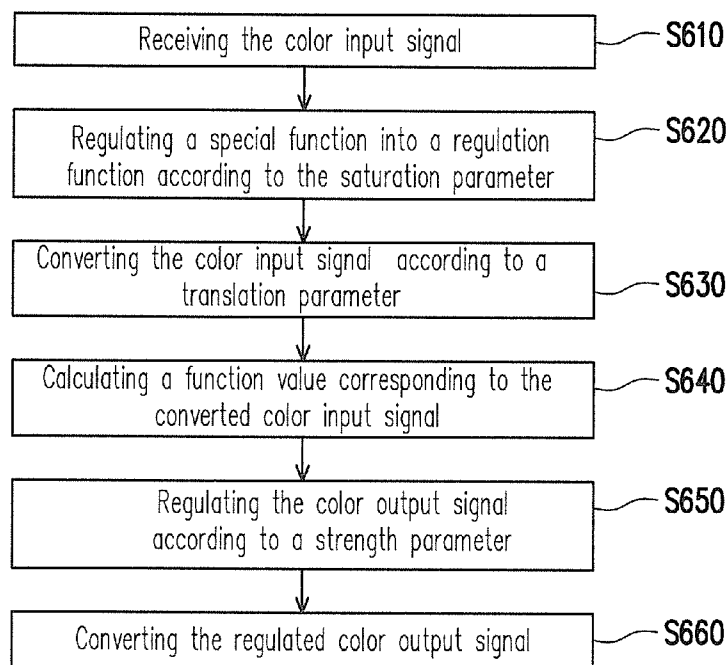 Receiving the color input signal
S610
Regulating a special function into a regulation
function according to the saturation parameter
S620
Converting the color input signal according to a
translation parameter
S630
Calculating a function value corresponding to the
converted color input signal
S640
Regulating the color output signal
according to a strength parameter
S650
Converting the regulated color output signal
S660